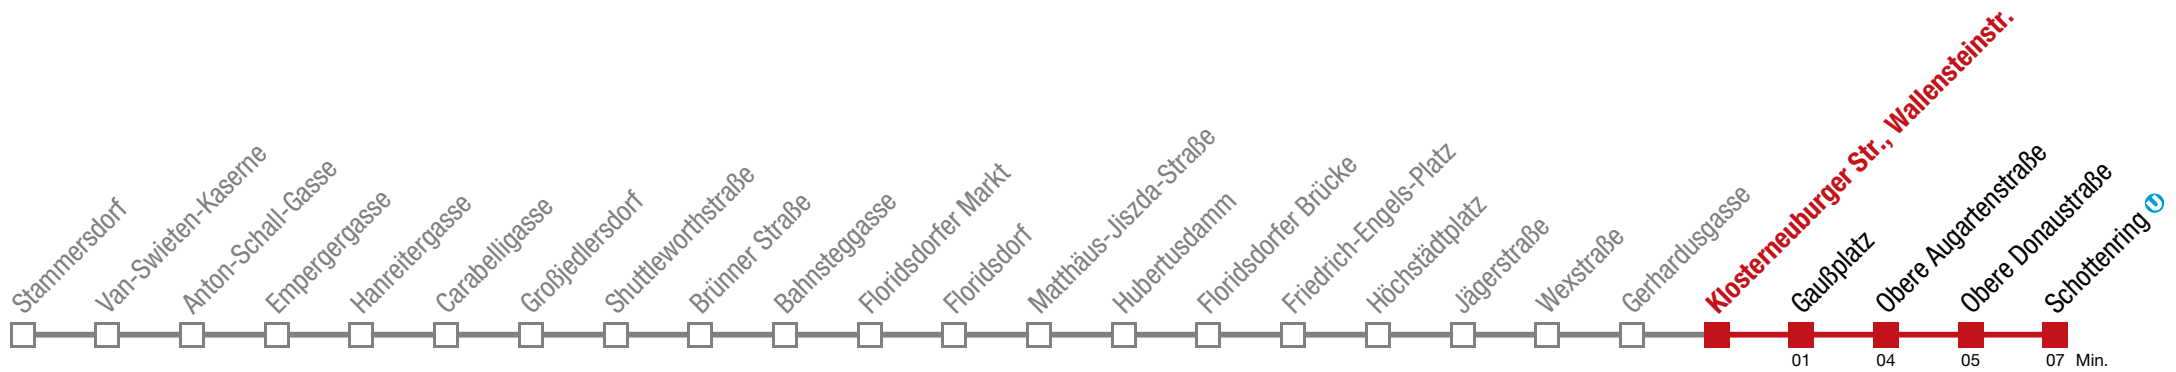 Stammersdorf
Van-Swieten-Kaserne
Anton-Schall-Gasse
Empergergasse
Hanreitergasse
Carabelligasse
Großjedlersdorf
Shuttleworthstraße
Brünner Straße
Bahnsteggasse
Floridsdorfer Markt
Floridsdorf
Matthäus-Jiszda-Straße
Hubertusdamm
Floridsdorfer Brücke
Friedrich-Engels-Platz
Höchstädtplatz
Jägerstraße
Wexstraße
Gerhardusgasse
Klosterneuburger Str., Wallensteinstr.
Gaußplatz
Obere Augartenstraße
Obere Donaustraße
Schottenring U
01 04 05 07 Min.